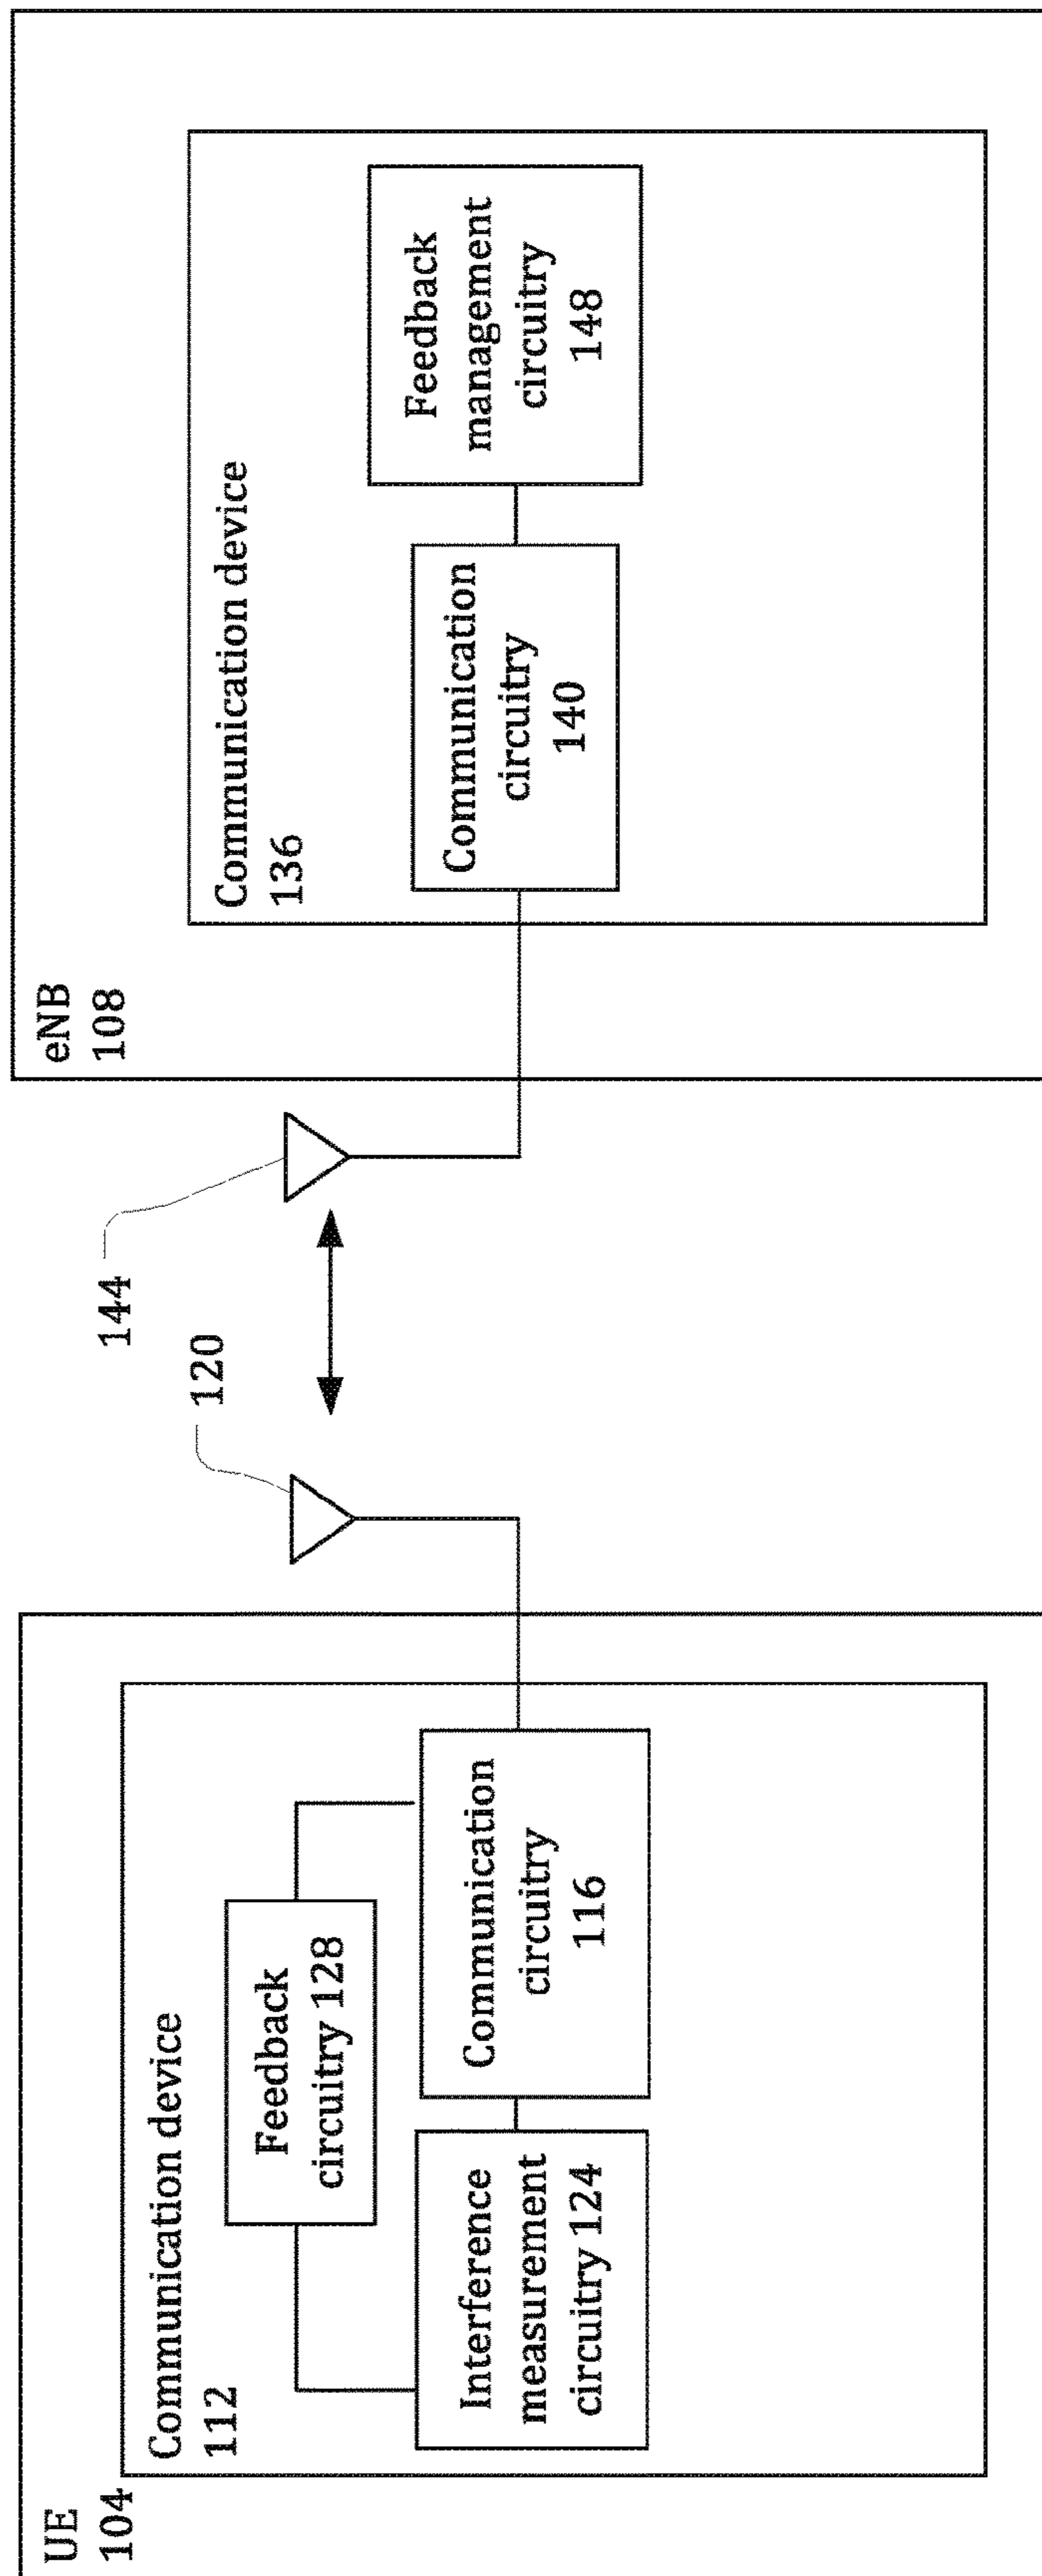 UE
104
Communication device
112
Feedback
circuitry 128
Interference
measurement
circuitry 124
Communication
circuitry
116
120
144
eNB
108
Communication device
136
Communication
circuitry
140
Feedback
management
circuitry
148